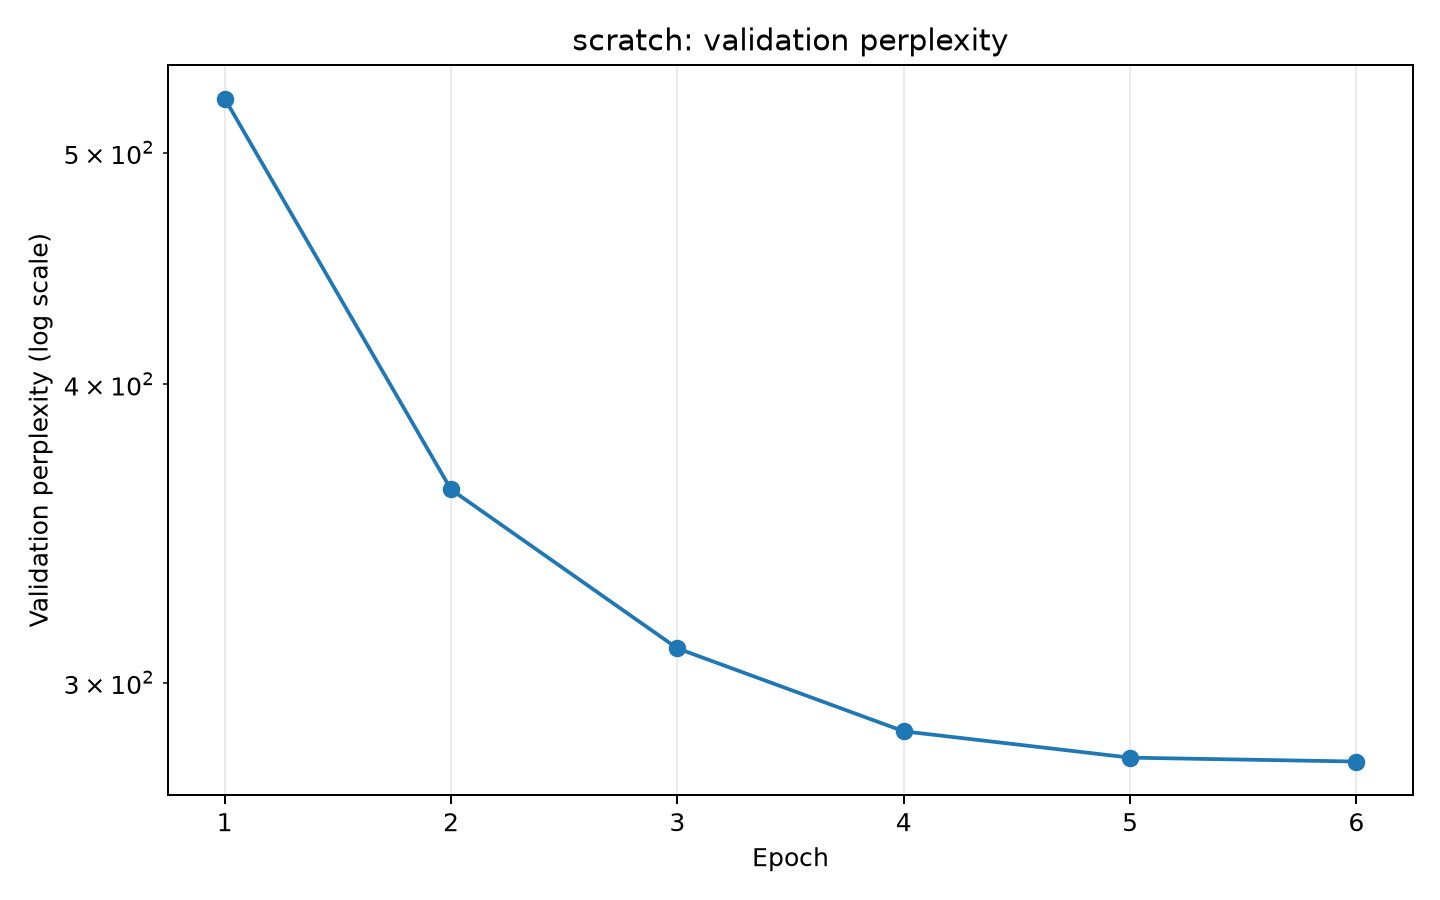 scratch: validation perplexity
Validation perplexity (log scale)
5 × 10²
4 × 10²
3 × 10²
1 2 3 4 5 6
Epoch